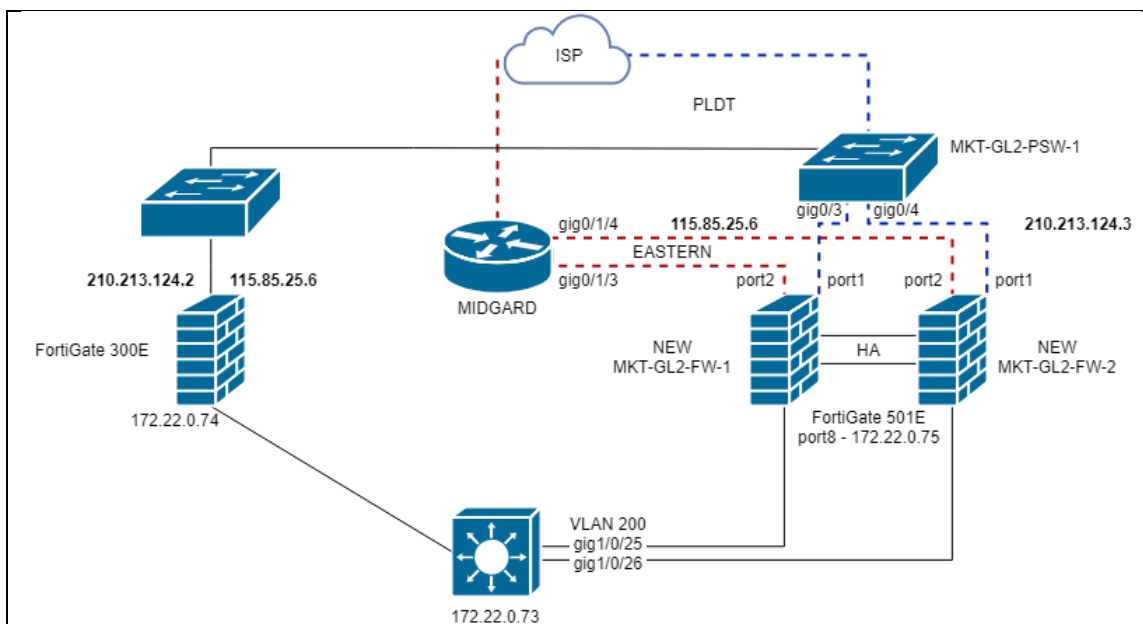 ISP
PLDT
MKT-GL2-PSW-1
gig0/3
gig0/4
gig0/1/4
115.85.25.6
210.213.124.3
EASTERN
210.213.124.2
115.85.25.6
gig0/1/3
port2
port1
port2
port1
MIDGARD
FortiGate 300E
NEW
MKT-GL2-FW-1
HA
NEW
MKT-GL2-FW-2
172.22.0.74
FortiGate 501E
port8 - 172.22.0.75
VLAN 200
gig1/0/25
gig1/0/26
172.22.0.73